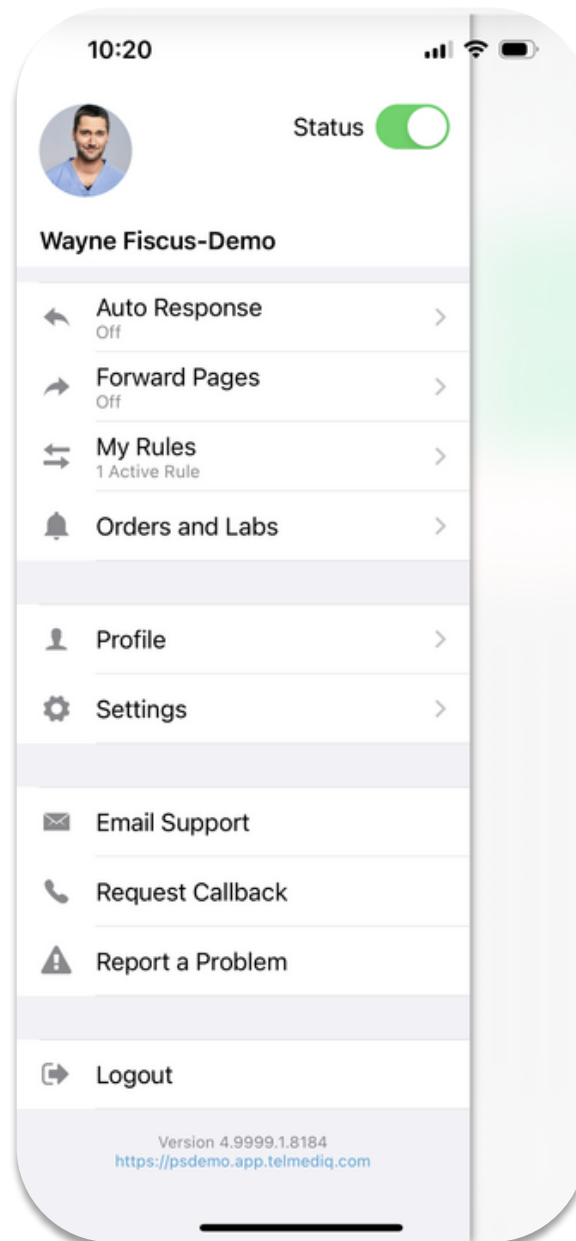 10:20
Status
Wayne Fiscus-Demo
Auto Response
Off
Forward Pages
Off
My Rules
1 Active Rule
Orders and Labs
Profile
Settings
Email Support
Request Callback
Report a Problem
Logout
Version 4.9999.1.8184
https://psdemo.app.telmediq.com